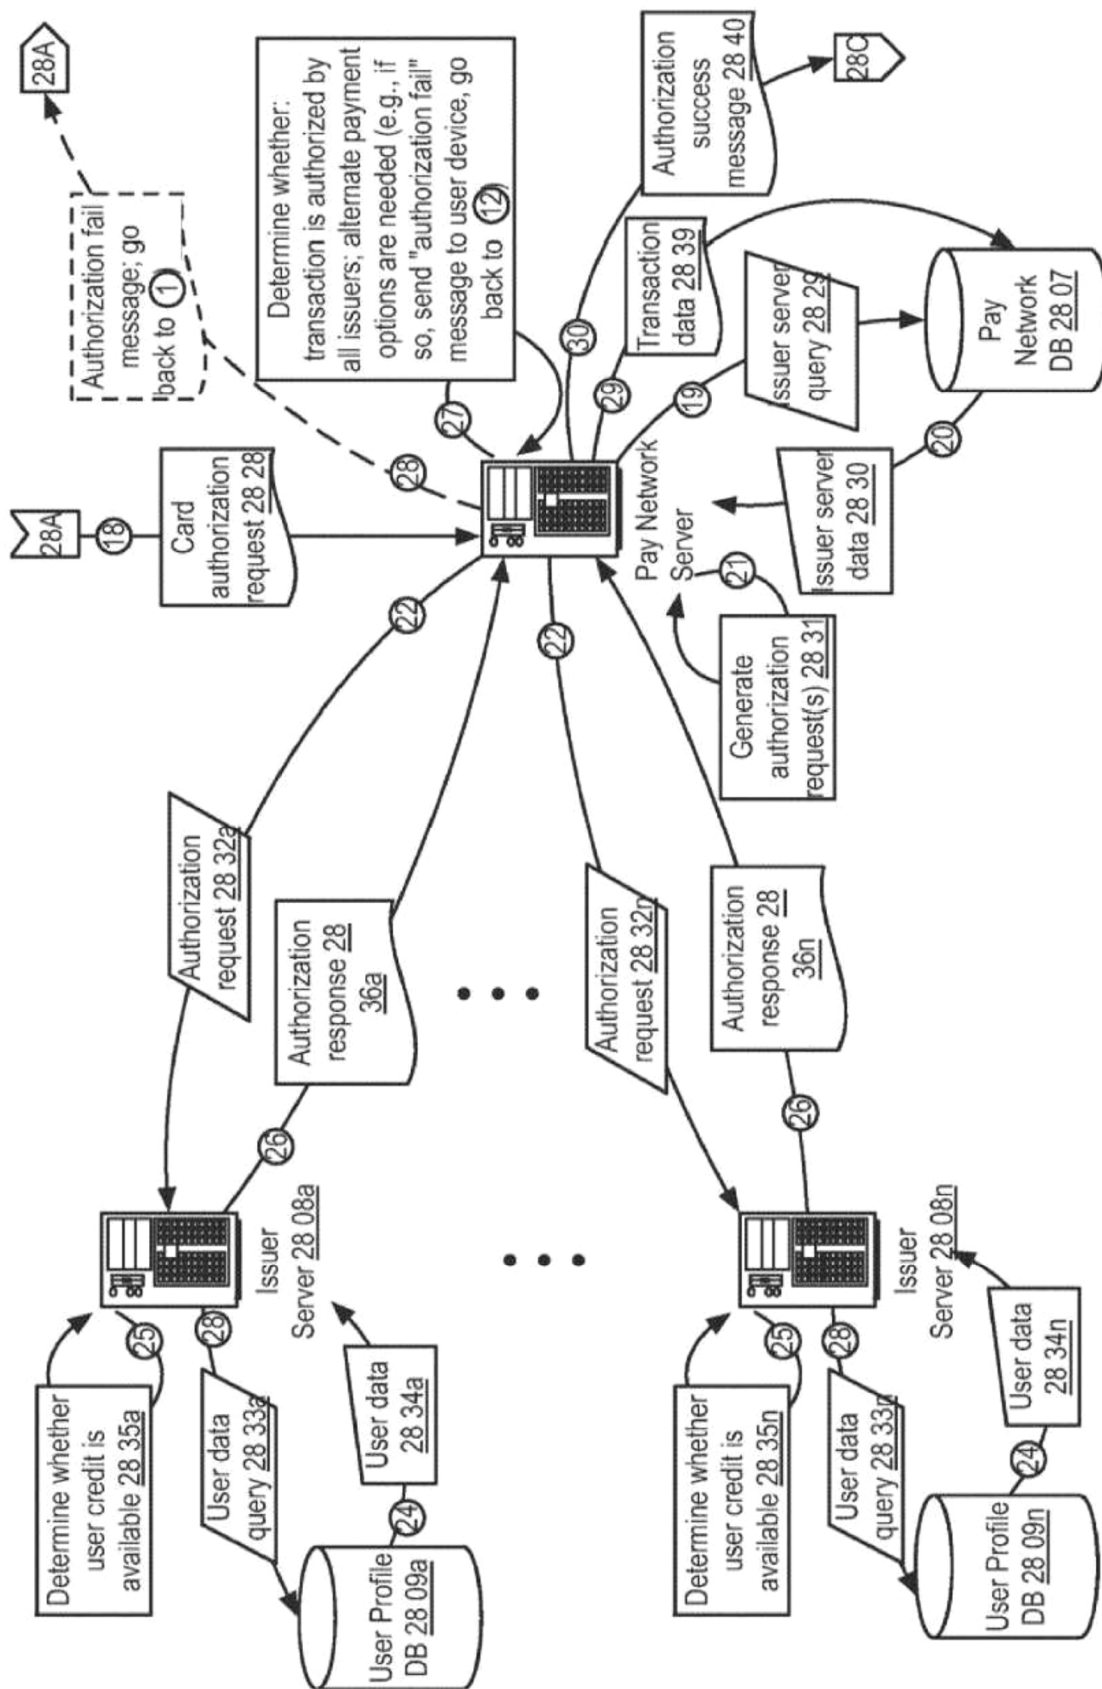 Determine whether
user credit is
available 28 35a
25
28
User data
query 28 33a
User Profile
DB 28 09a
24
User data
28 34a
Issuer
Server 28 08a
26
Authorization
request 28 32a
Authorization
response 28
36a
22
28A
18
Card
authorization
request 28 28
28
Authorization fail
message; go
back to 1
28A
27
Determine whether:
transaction is authorized by
all issuers; alternate payment
options are needed (e.g., if
so, send "authorization fail"
message to user device, go
back to 12)
30
Authorization
success
message 28 40
28C
29
Transaction
data 28 39
19
Issuer server
query 28 29
Pay
Network
DB 28 07
20
Issuer server
data 28 30
Pay Network
Server
21
Generate
authorization
request(s) 28 31
22
Authorization
request 28 32n
Authorization
response 28
36n
26
Determine whether
user credit is
available 28 35n
25
28
User data
query 28 33n
User Profile
DB 28 09n
24
User data
28 34n
Issuer
Server 28 08n